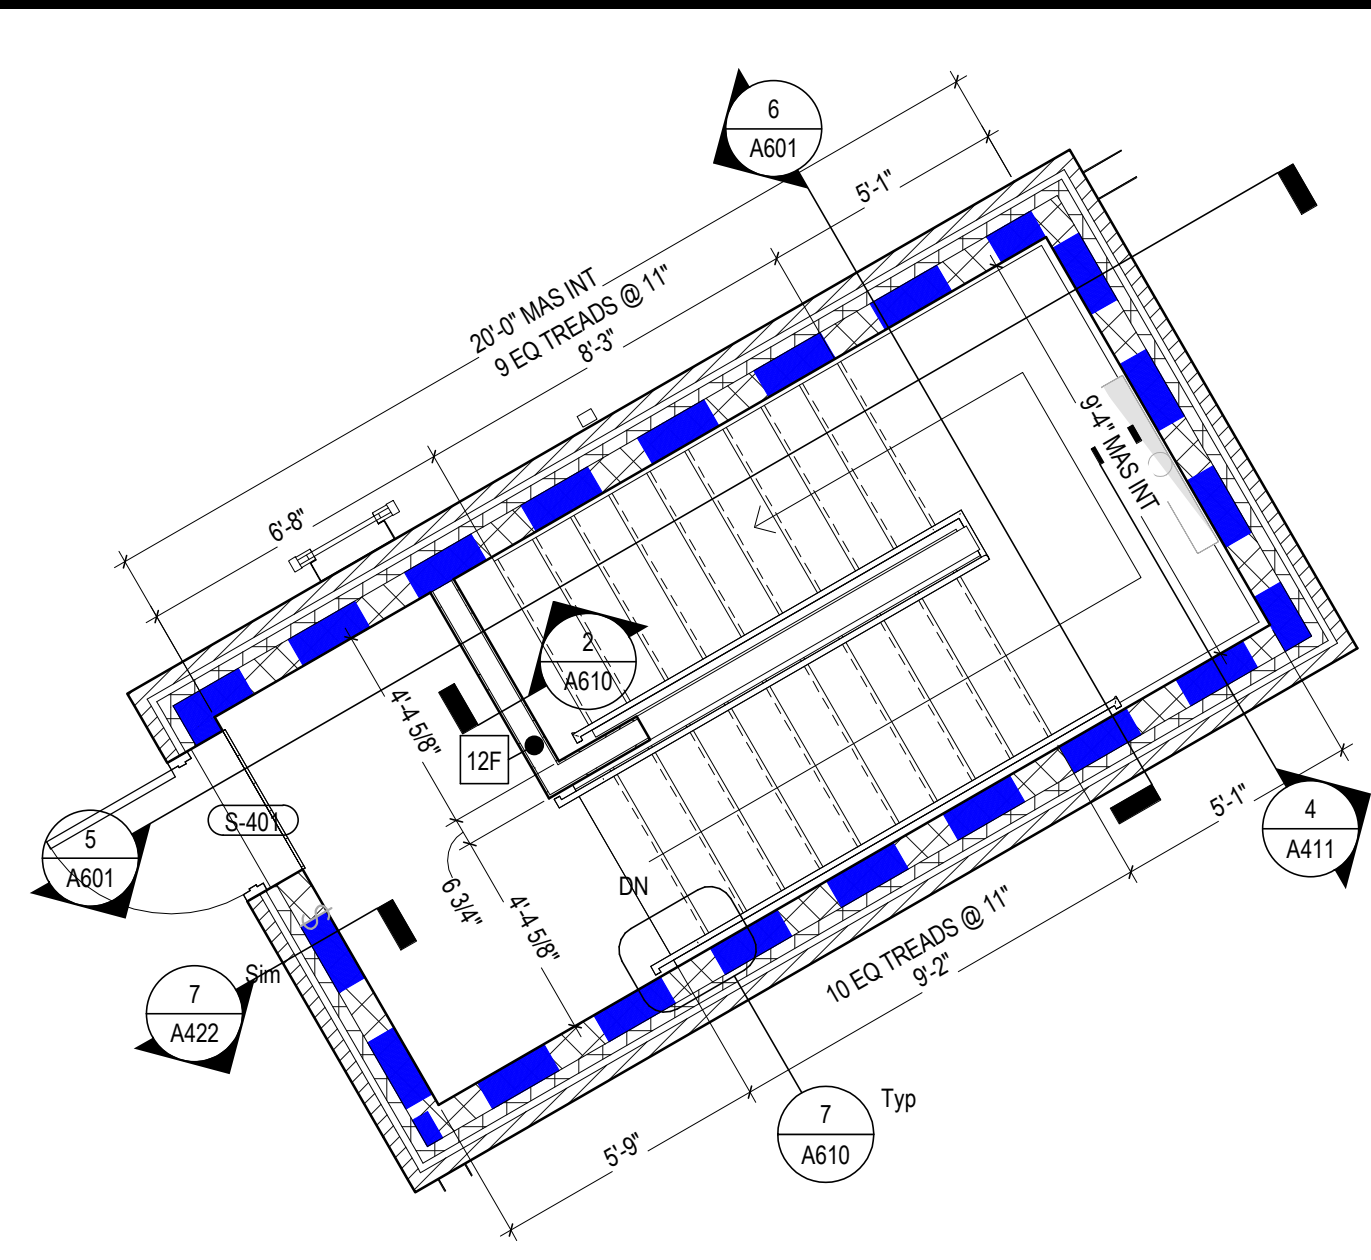 6
A601
5'-1"
20'-0" MAS INT
9 EQ TREADS @ 11"
8'-3"
6'-8"
9'-4" MAS INT
2
A610
4'-4 5/8"
12F
S-401
5
A601
6 3/4"
4'-4 5/8"
DN
5'-1"
4
A411
10 EQ TREADS @ 11"
9'-2"
Sim
7
A422
$
5'-9"
7
A610
Typ